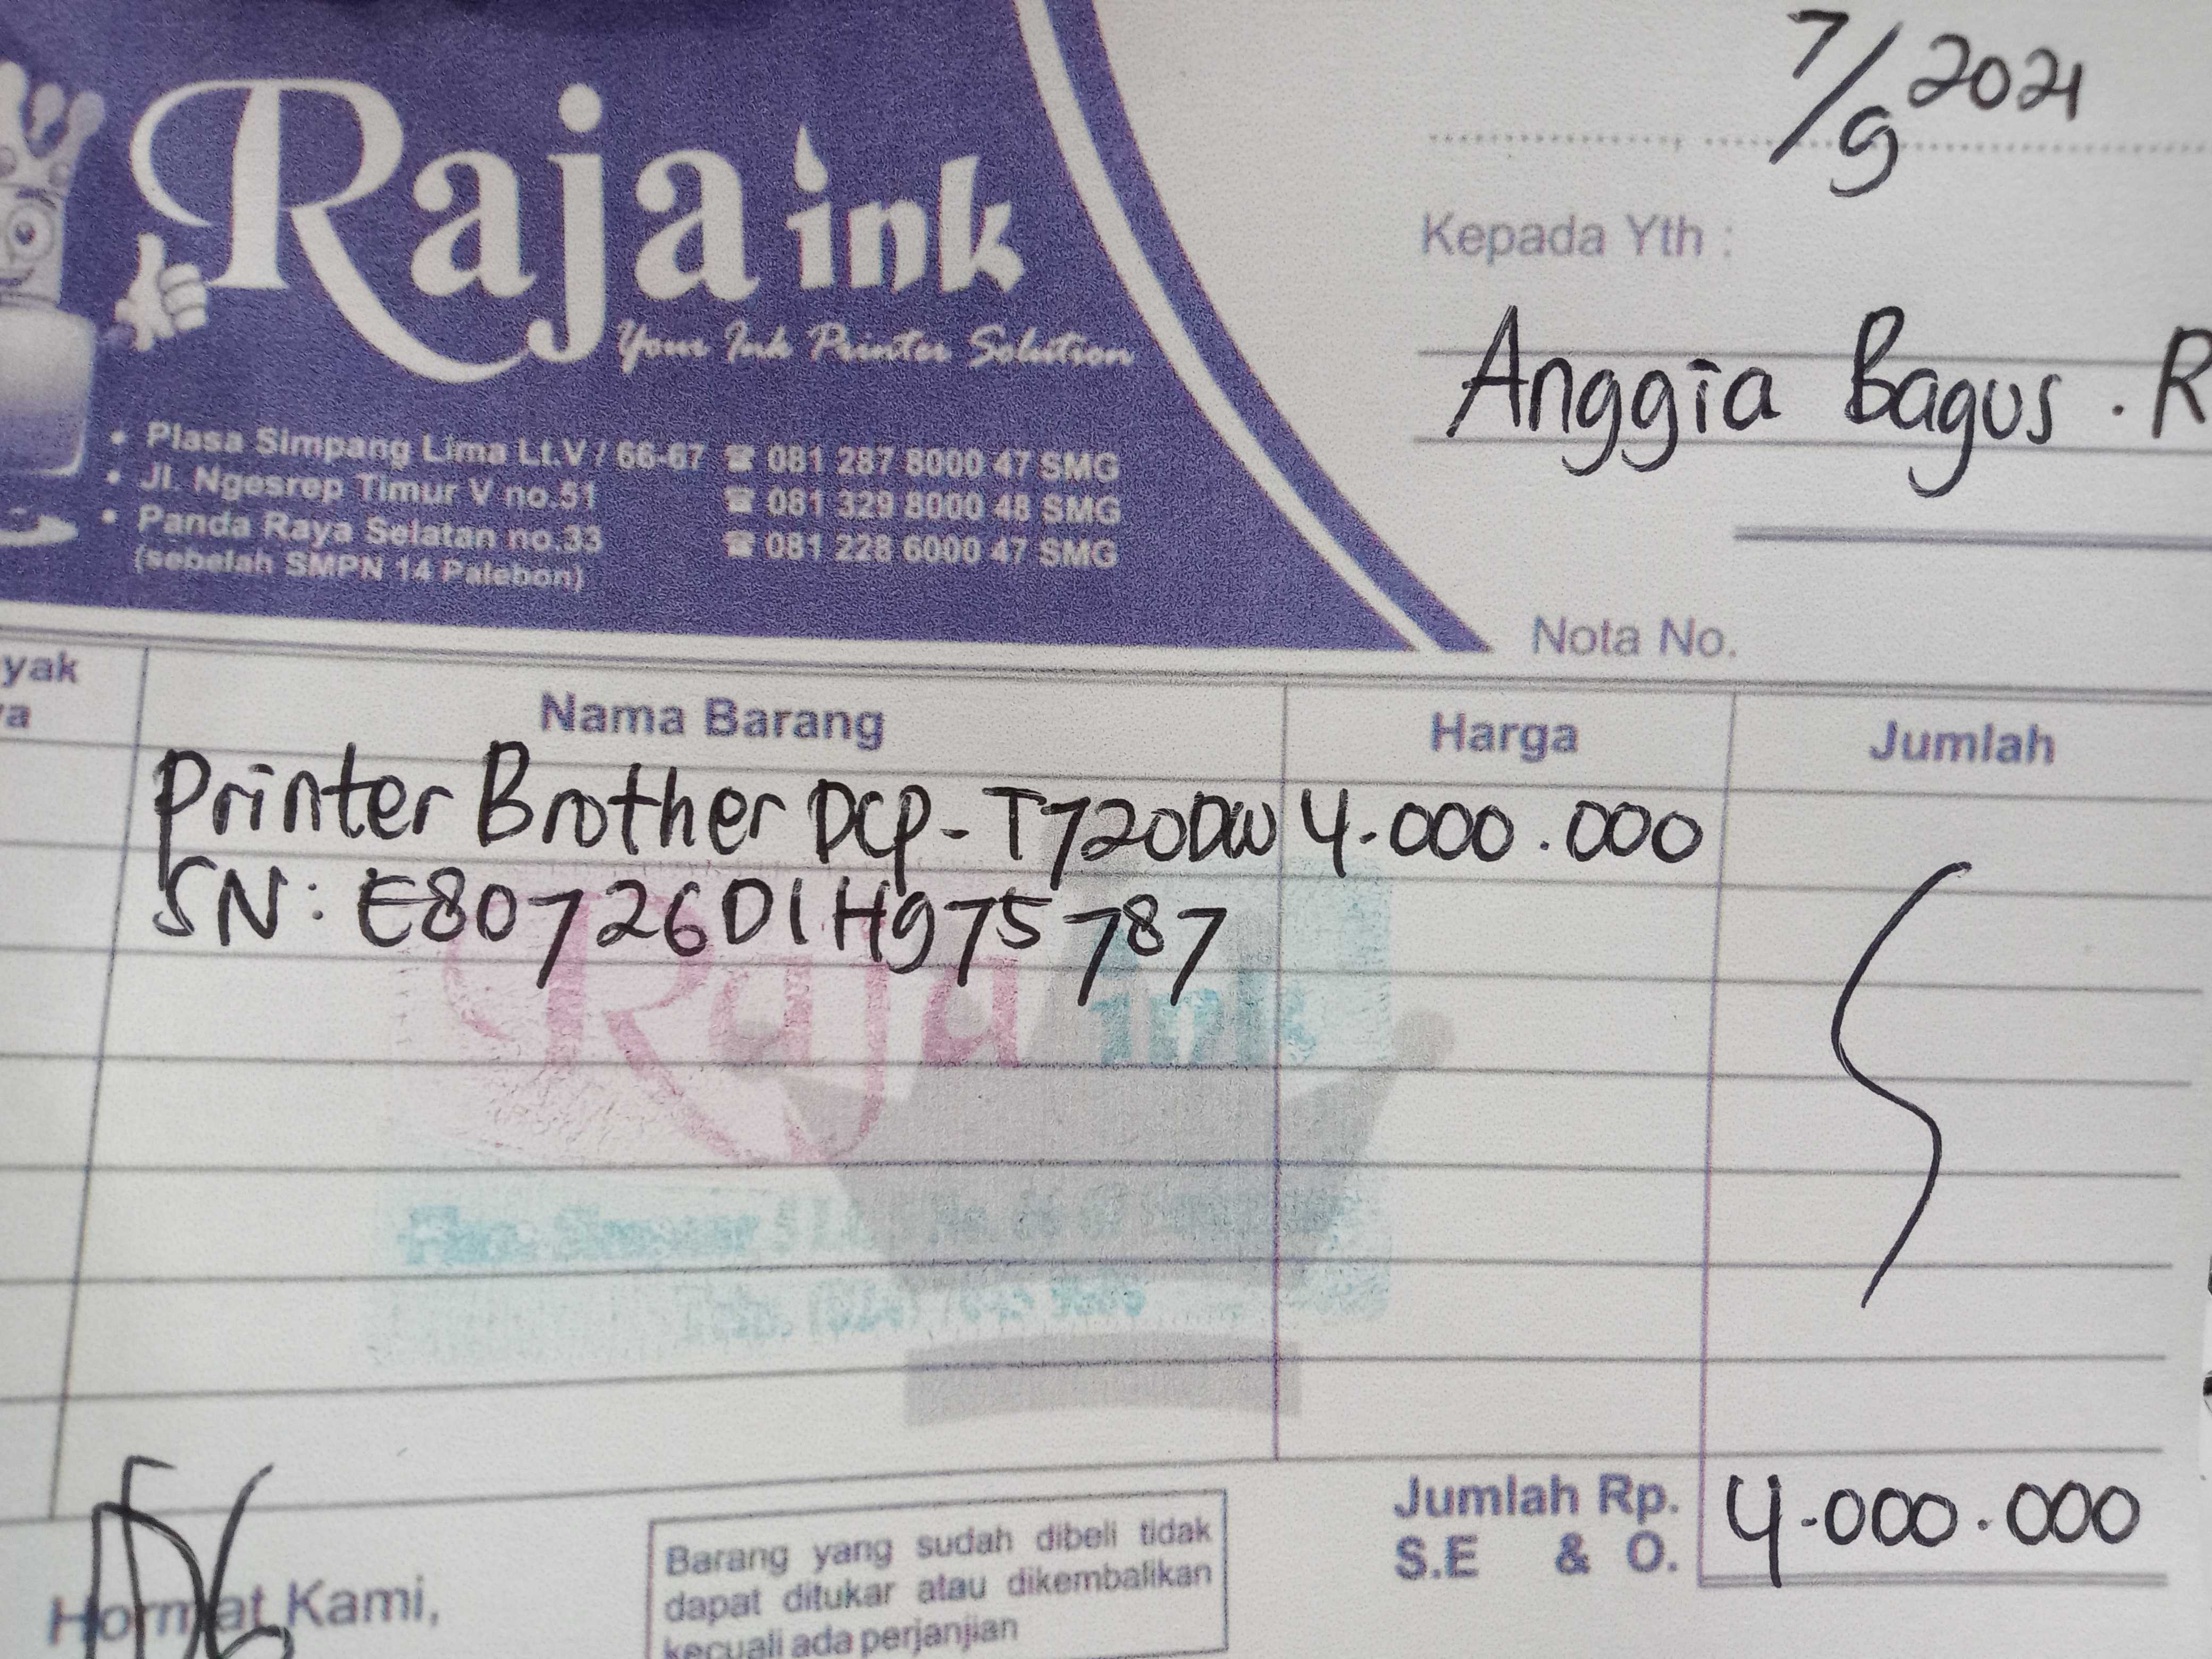 7/9 2021
Raja ink
Your Ink Printer Solution
Kepada Yth :
Anggia Bagus . R
• Plasa Simpang Lima Lt.V / 66-67 ☎ 081 287 8000 47 SMG
• Jl. Ngesrep Timur V no.51 ☎ 081 329 8000 48 SMG
• Panda Raya Selatan no.33 ☎ 081 228 6000 47 SMG
(sebelah SMPN 14 Palebon)
Nota No.
yak
Nama Barang Harga Jumlah
Printer Brother DCP-T720DW 4.000.000
SN: E80726D1H975787
Raja ink
Jumlah Rp. 4.000.000
S.E & O.
Hormat Kami,
Barang yang sudah dibeli tidak
dapat ditukar atau dikembalikan
kecuali ada perjanjian